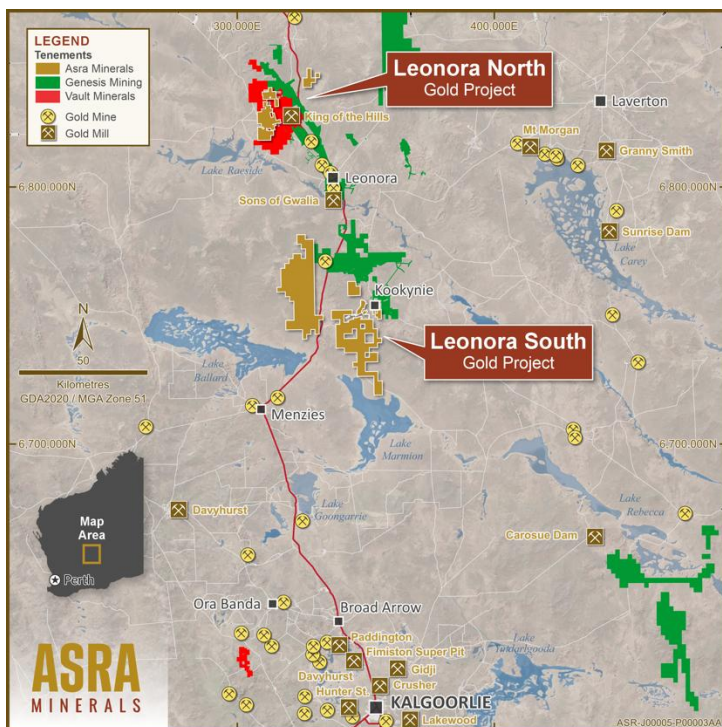 300,000E
400,000E
LEGEND
Tenements
Asra Minerals
Genesis Mining
Vault Minerals
Gold Mine
Gold Mill
Leonora North
Gold Project
King of the Hills
Laverton
Mt Morgan
Granny Smith
Lake Raeside
Leonora
6,800,000N
6,800,000N
Sons of Gwalia
Sunrise Dam
Lake
Carey
Kookynie
N
50
Kilometres
GDA2020 / MGA Zone 51
Leonora South
Gold Project
Lake
Ballard
Menzies
Lake
Marmion
6,700,000N
6,700,000N
Map
Area
Perth
Davyhurst
Lake
Goongarrie
Lake
Rebecca
Carosue Dam
Ora Banda
Broad Arrow
Paddington
Fimiston Super Pit
Lake
Yindarlgooda
Davyhurst
Gidji
Hunter St
Crusher
KALGOORLIE
Lakewood
ASRA
MINERALS
ASR-J00005-P00003AA